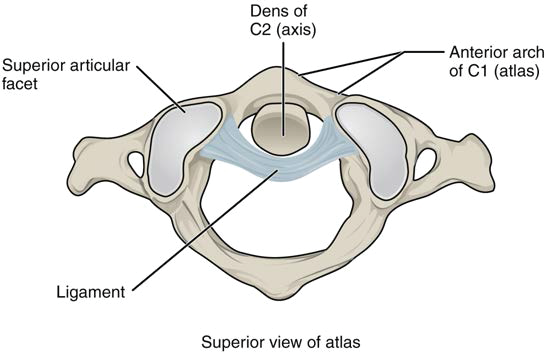 Dens of
C2 (axis)
Superior articular
facet
Anterior arch
of C1 (atlas)
Ligament
Superior view of atlas